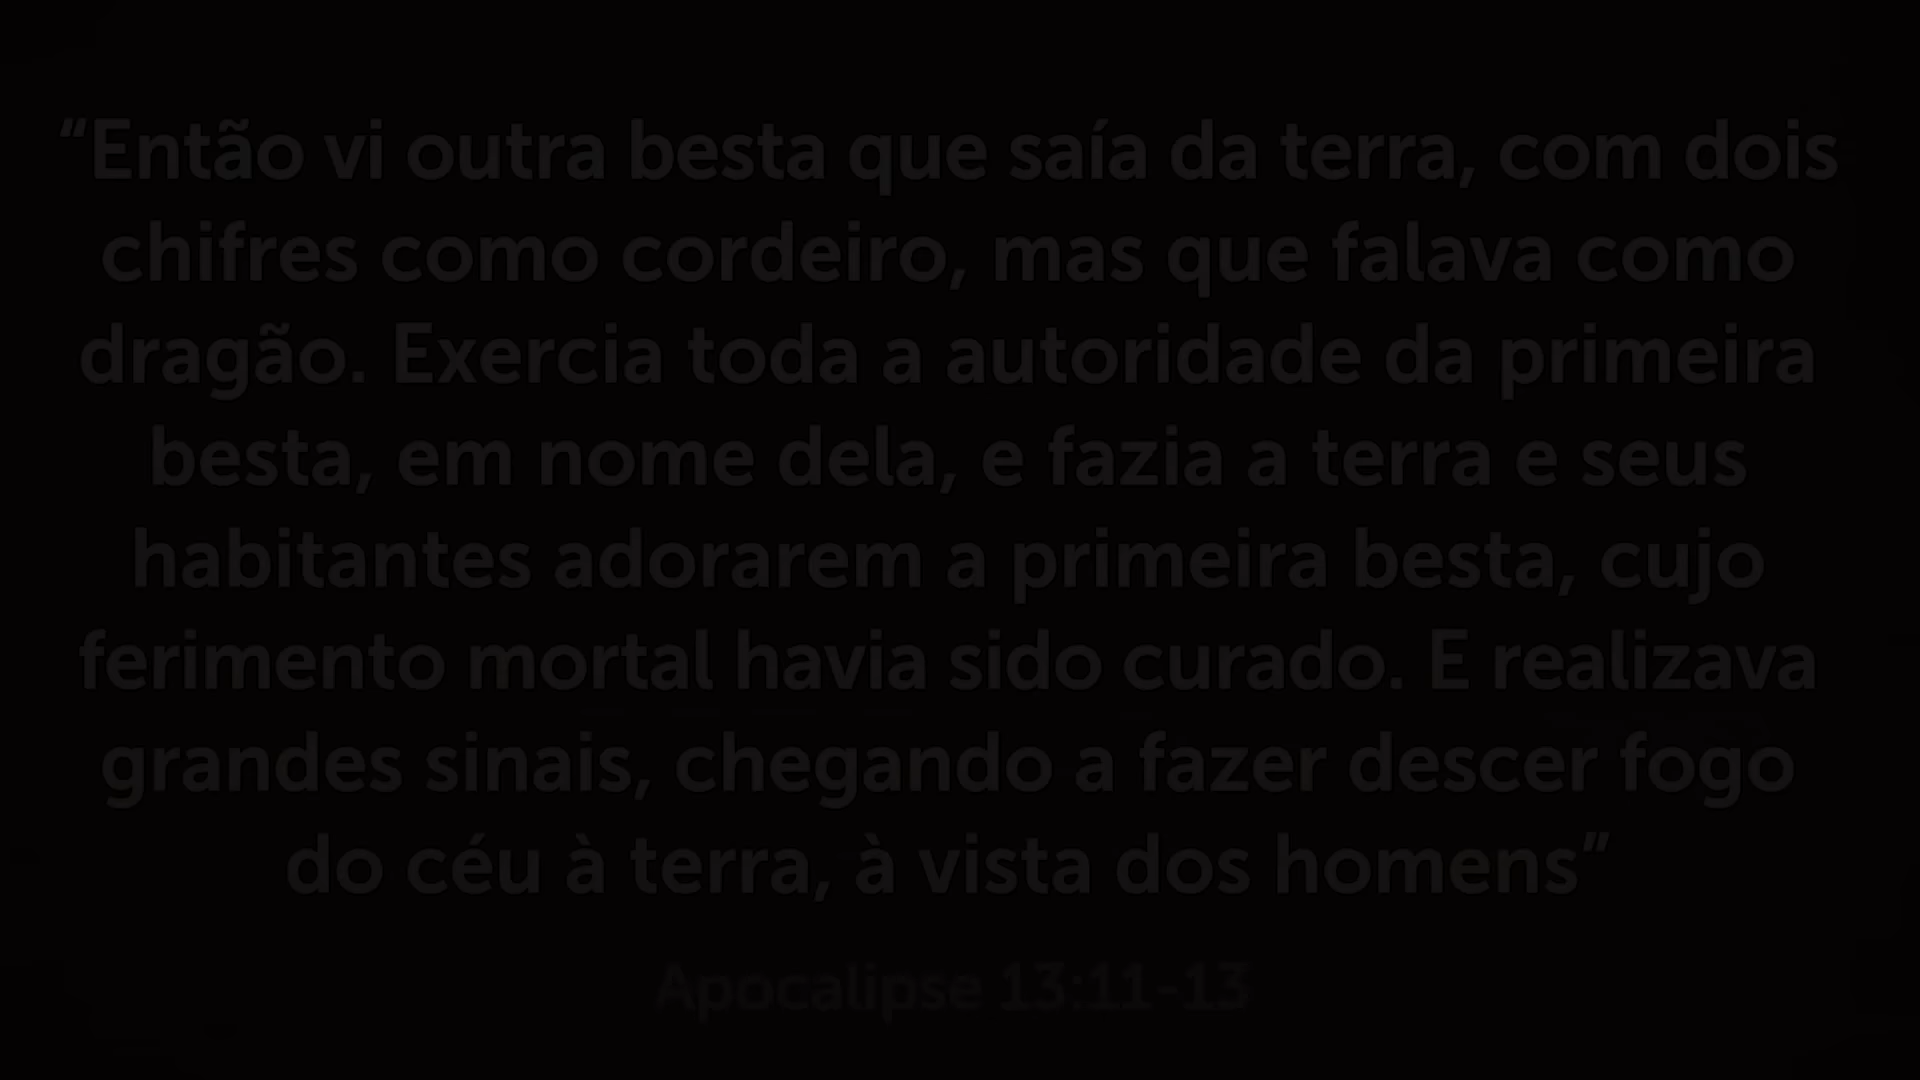 “Então vi outra besta que saía da terra, com dois
chifres como cordeiro, mas que falava como
dragão. Exercia toda a autoridade da primeira
besta, em nome dela, e fazia a terra e seus
habitantes adorarem a primeira besta, cujo
ferimento mortal havia sido curado. E realizava
grandes sinais, chegando a fazer descer fogo
do céu à terra, à vista dos homens”
Apocalipse 13:11-13